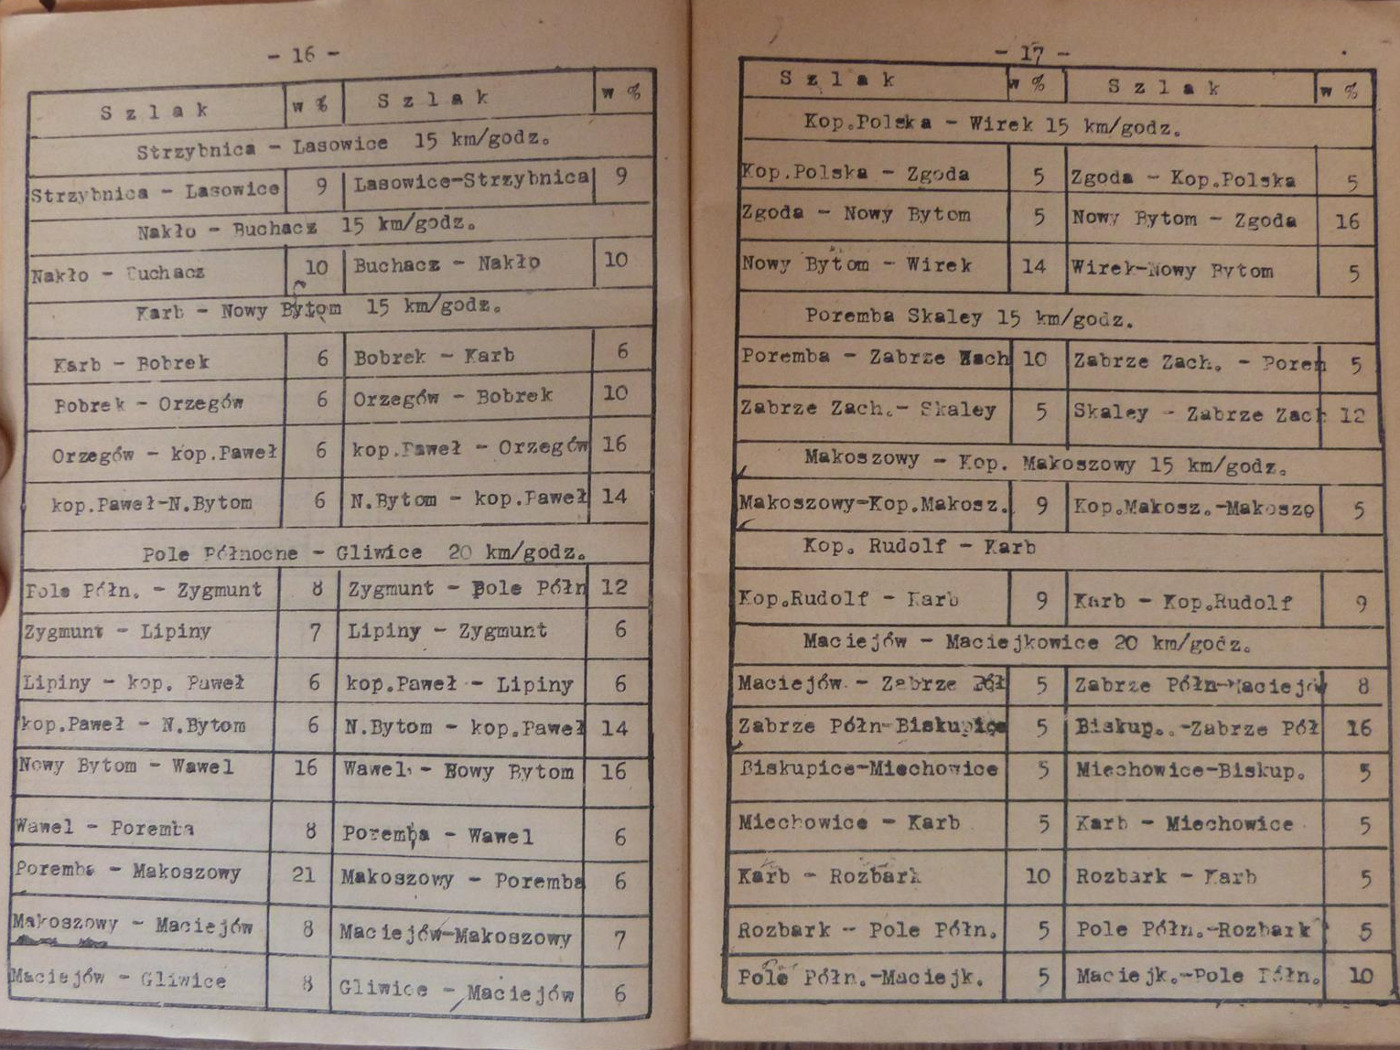 - 16 -
Szlak w % Szlak w %
Strzybnica - Lasowice 15 km/godz.
Strzybnica - Lasowice 9 Lasowice-Strzybnica 9
Nakło - Buchacz 15 km/godz.
Nakło - Buchacz 10 Buchacz - Nakło 10
Karb - Nowy Bytom 15 km/godz.
Karb - Bobrek 6 Bobrek - Karb 6
Bobrek - Orzegów 6 Orzegów - Bobrek 10
Orzegów - kop.Paweł 6 kop.Paweł - Orzegów 16
kop.Paweł-N.Bytom 6 N.Bytom - kop.Paweł 14
Pole Północne - Gliwice 20 km/godz.
Pole Półn. - Zygmunt 8 Zygmunt - Pole Półn 12
Zygmunt - Lipiny 7 Lipiny - Zygmunt 6
Lipiny - kop. Paweł 6 kop.Paweł - Lipiny 6
kop.Paweł - N.Bytom 6 N.Bytom - kop.Paweł 14
Nowy Bytom - Wawel 16 Wawel - Nowy Bytom 16
Wawel - Poremba 8 Poremba - Wawel 6
Poremba - Makoszowy 21 Makoszowy - Poremba 6
Makoszowy - Maciejów 8 Maciejów-Makoszowy 7
Maciejów - Gliwice 8 Gliwice - Maciejów 6
- 17 -
Szlak w % Szlak w %
Kop.Polska - Wirek 15 km/godz.
Kop.Polska - Zgoda 5 Zgoda - Kop.Polska 5
Zgoda - Nowy Bytom 5 Nowy Bytom - Zgoda 16
Nowy Bytom - Wirek 14 Wirek-Nowy Bytom 5
Poremba Skaley 15 km/godz.
Poremba - Zabrze Zach 10 Zabrze Zach. - Porem 5
Zabrze Zach.- Skaley 5 Skaley - Zabrze Zach 12
Makoszowy - Kop. Makoszowy 15 km/godz.
Makoszowy-Kop.Makosz. 9 Kop.Makosz.-Makoszo 5
Kop. Rudolf - Karb
Kop.Rudolf - Karb 9 Karb - Kop.Rudolf 9
Maciejów - Maciejkowice 20 km/godz.
Maciejów - Zabrze Pół 5 Zabrze Półn-Maciejów 8
Zabrze Półn-Biskupice 5 Biskup..-Zabrze Pół 16
Biskupice-Miechowice 5 Miechowice-Biskup. 5
Miechowice - Karb 5 Karb - Miechowice 5
Karb - Rozbark 10 Rozbark - Karb 5
Rozbark - Pole Półn. 5 Pole Półn.-Rozbark 5
Pole Półn.-Maciejk. 5 Maciejk.-Pole Półn. 10